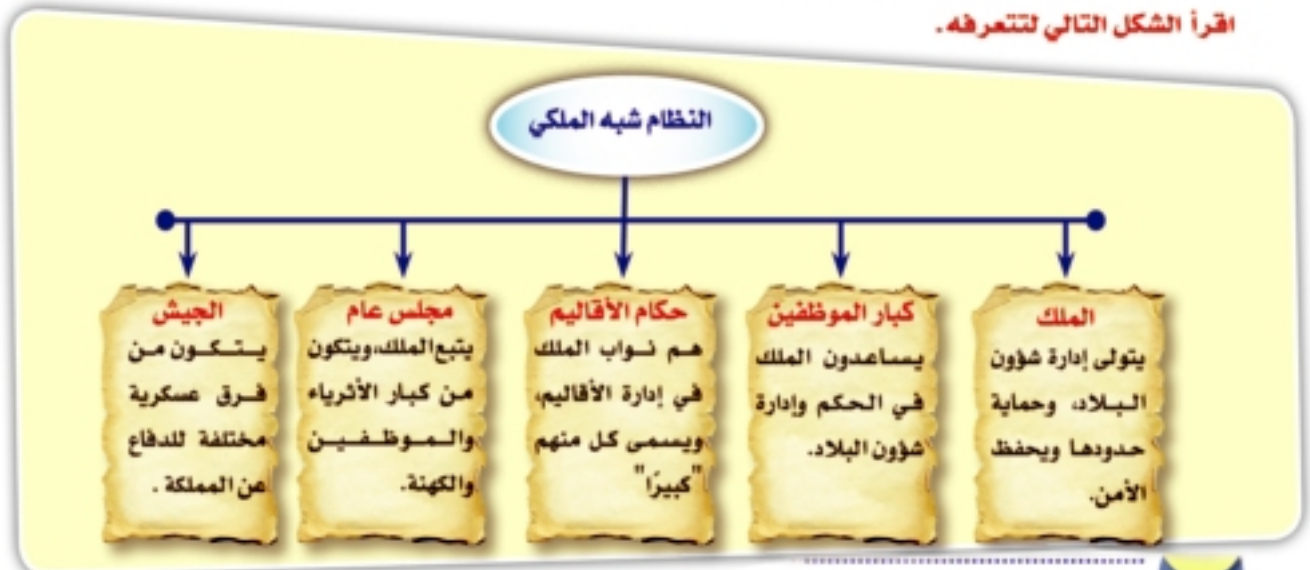 اقرأ الشكل التالي لتتعرفه.
النظام شبه الملكي
الملك
يتولى إدارة شؤون
البلاد، وحماية
حدودها ويحفظ
الأمن.
كبار الموظفين
يساعدون الملك
في الحكم وإدارة
شؤون البلاد.
حكام الأقاليم
هم نواب الملك
في إدارة الأقاليم،
ويسمى كل منهم
"كبيرًا"
مجلس عام
يتبع الملك، ويتكون
من كبار الأثرياء
والموظفين
والكهنة.
الجيش
يتكون من
فرق عسكرية
مختلفة للدفاع
عن المملكة.